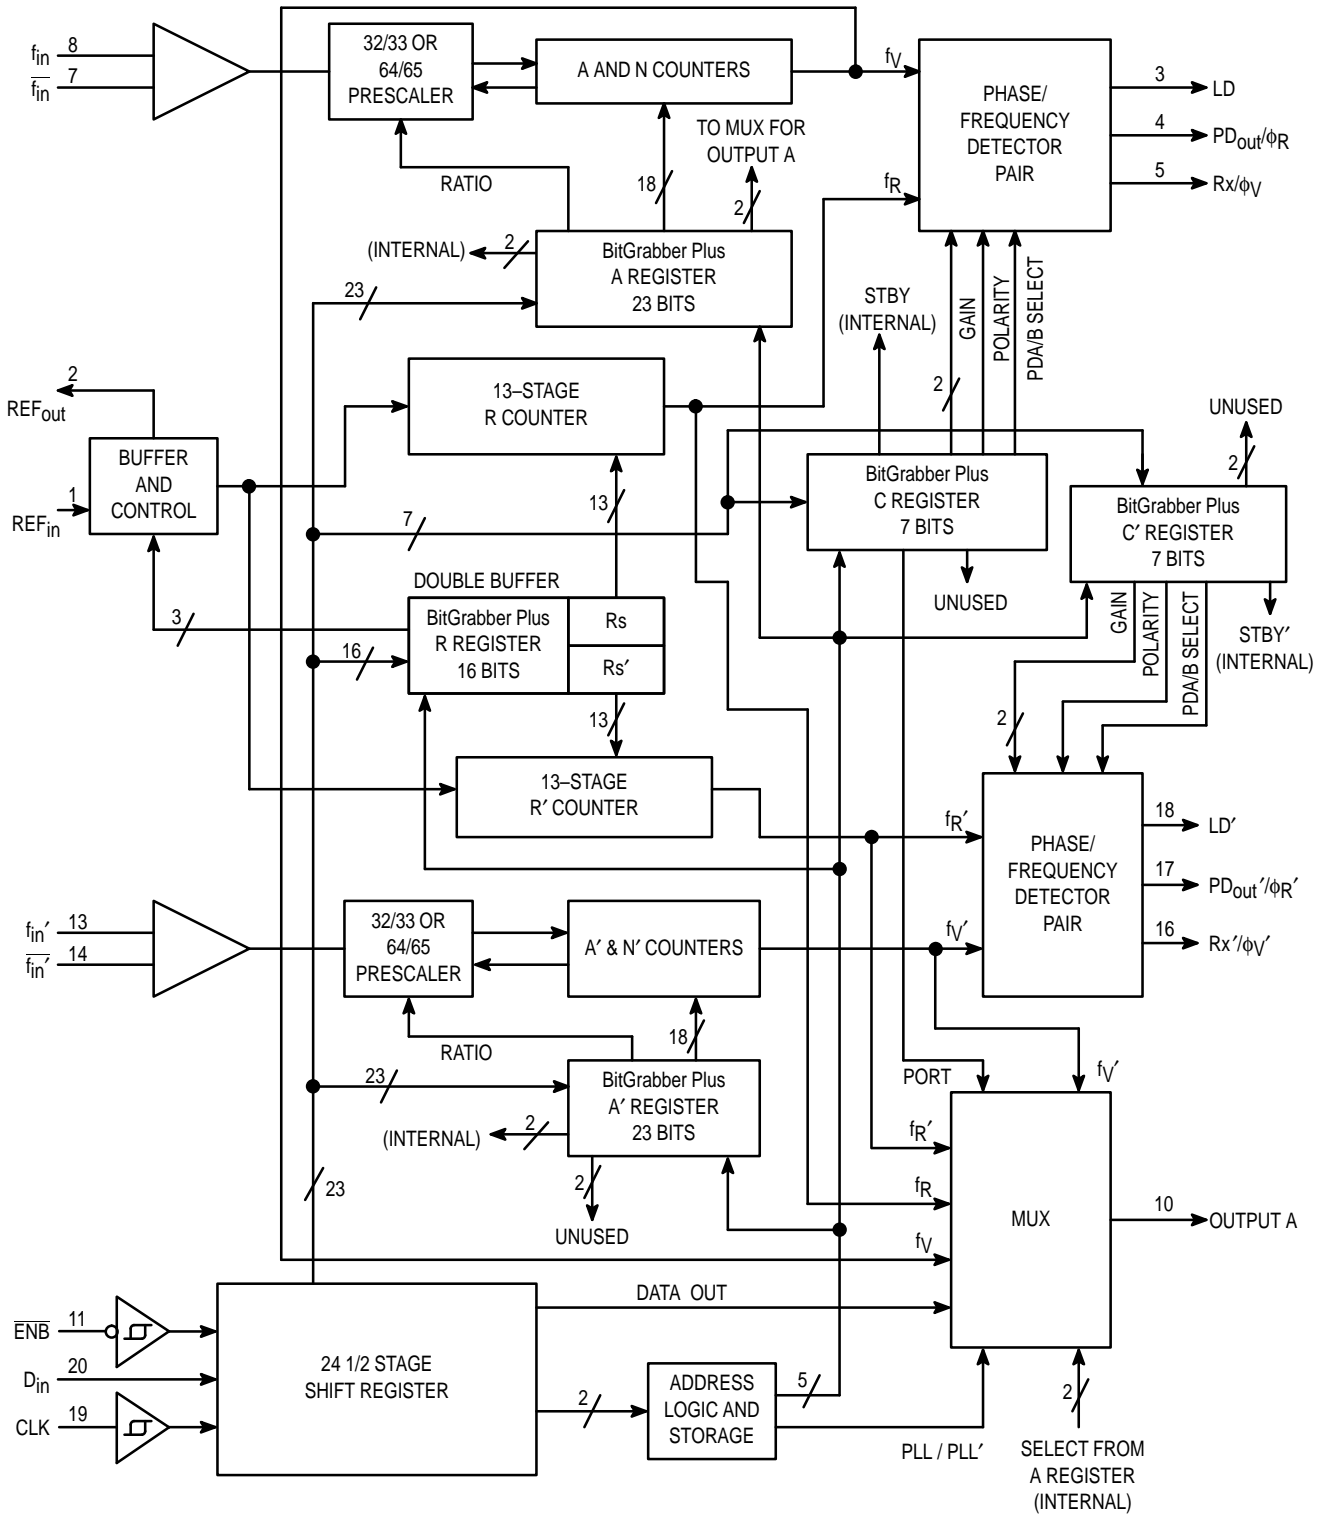 fin
8
fin
7
32/33 OR
64/65
PRESCALER
A AND N COUNTERS
fV
PHASE/
FREQUENCY
DETECTOR
PAIR
3
LD
4
PDout/ϕR
5
Rx/ϕV
TO MUX FOR
OUTPUT A
RATIO
18
2
fR
(INTERNAL)
2
BitGrabber Plus
A REGISTER
23 BITS
23
STBY
(INTERNAL)
GAIN
POLARITY
PDA/B SELECT
2
2
REFout
13–STAGE
R COUNTER
UNUSED
2
BUFFER
AND
CONTROL
1
REFin
13
7
BitGrabber Plus
C REGISTER
7 BITS
BitGrabber Plus
C′ REGISTER
7 BITS
DOUBLE BUFFER
UNUSED
3
BitGrabber Plus
R REGISTER
16 BITS
Rs
Rs′
16
GAIN
POLARITY
PDA/B SELECT
STBY′
(INTERNAL)
13
2
13–STAGE
R′ COUNTER
fR′
PHASE/
FREQUENCY
DETECTOR
PAIR
18
LD′
17
PDout′/ϕR′
16
Rx′/ϕV′
fin′
13
fin′
14
32/33 OR
64/65
PRESCALER
A′ & N′ COUNTERS
fV′
RATIO
18
23
BitGrabber Plus
A′ REGISTER
23 BITS
PORT
fV′
(INTERNAL)
2
fR′
23
2
fR
UNUSED
MUX
10
OUTPUT A
fV
DATA OUT
ENB
11
Din
20
CLK
19
24 1/2 STAGE
SHIFT REGISTER
2
ADDRESS
LOGIC AND
STORAGE
5
2
PLL / PLL′
SELECT FROM
A REGISTER
(INTERNAL)